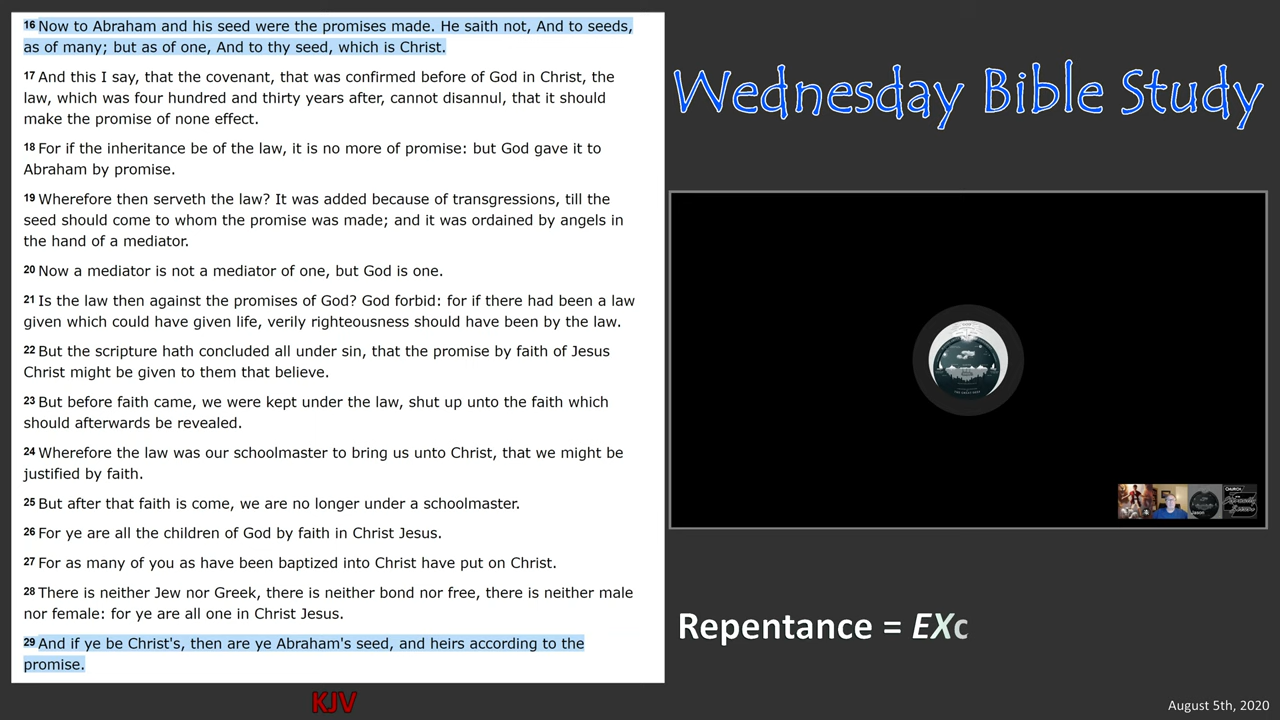 16 Now to Abraham and his seed were the promises made. He saith not, And to seeds,
as of many; but as of one, And to thy seed, which is Christ.
17 And this I say, that the covenant, that was confirmed before of God in Christ, the
law, which was four hundred and thirty years after, cannot disannul, that it should
make the promise of none effect.
18 For if the inheritance be of the law, it is no more of promise: but God gave it to
Abraham by promise.
19 Wherefore then serveth the law? It was added because of transgressions, till the
seed should come to whom the promise was made; and it was ordained by angels in
the hand of a mediator.
20 Now a mediator is not a mediator of one, but God is one.
21 Is the law then against the promises of God? God forbid: for if there had been a law
given which could have given life, verily righteousness should have been by the law.
22 But the scripture hath concluded all under sin, that the promise by faith of Jesus
Christ might be given to them that believe.
23 But before faith came, we were kept under the law, shut up unto the faith which
should afterwards be revealed.
24 Wherefore the law was our schoolmaster to bring us unto Christ, that we might be
justified by faith.
25 But after that faith is come, we are no longer under a schoolmaster.
26 For ye are all the children of God by faith in Christ Jesus.
27 For as many of you as have been baptized into Christ have put on Christ.
28 There is neither Jew nor Greek, there is neither bond nor free, there is neither male
nor female: for ye are all one in Christ Jesus.
29 And if ye be Christ's, then are ye Abraham's seed, and heirs according to the
promise.
KJV
Wednesday Bible Study
Jason
Repentance = EXc
August 5th, 2020